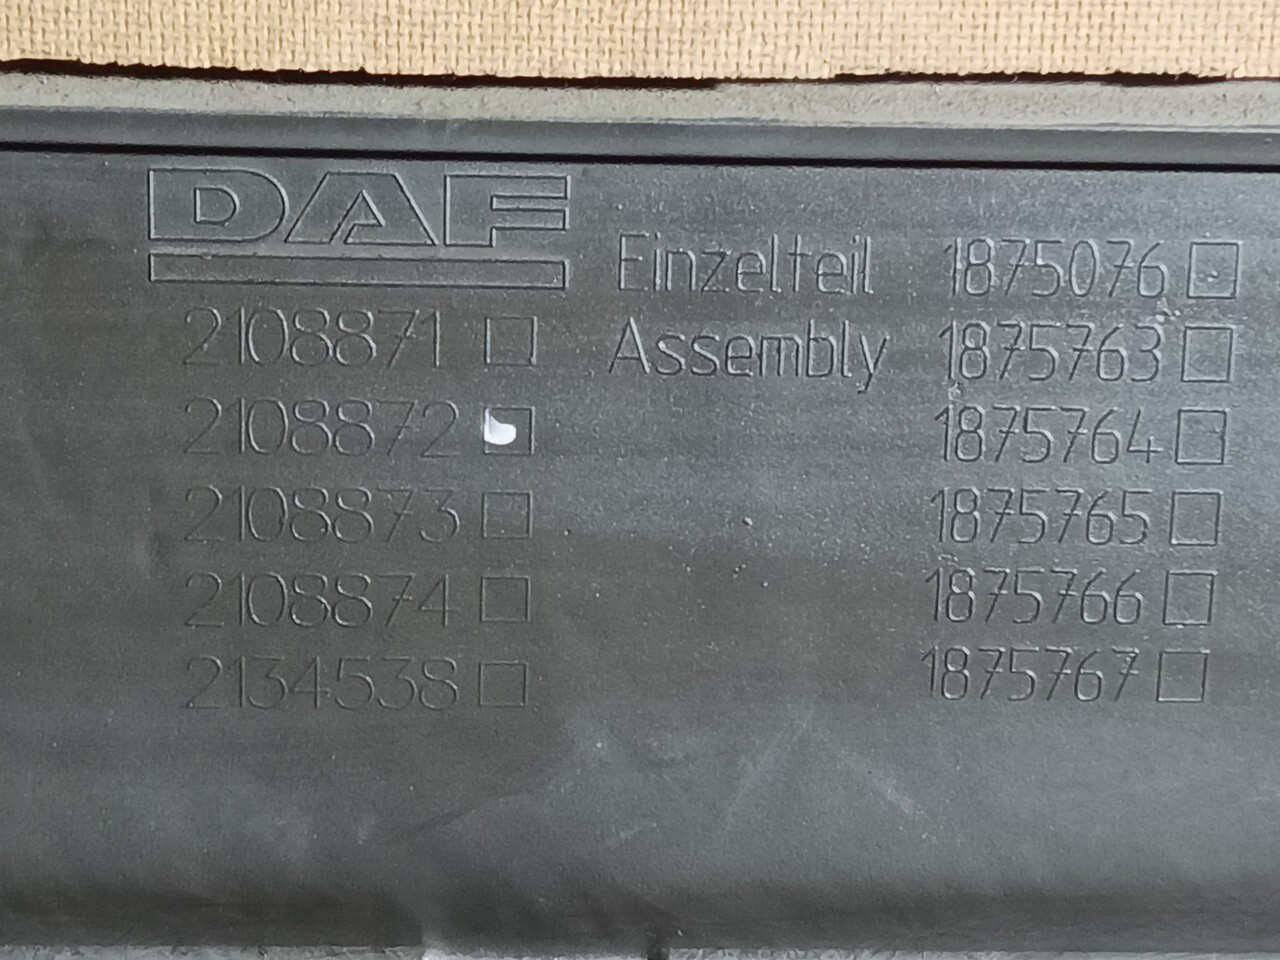 DAF
Einzelteil 1875076
2108871 Assembly 1875763
2108872 1875764
2108873 1875765
2108874 1875766
2134538 1875767